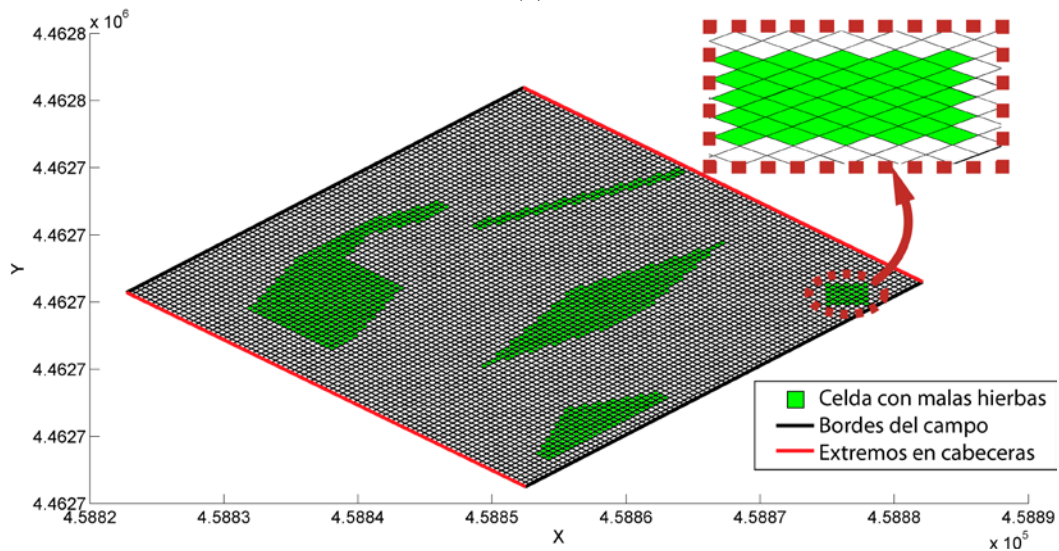 x 10^6
4.4628
4.4628
4.4627
4.4627
4.4627
4.4627
4.4627
4.4627
Y
4.5882 4.5883 4.5884 4.5885 4.5886 4.5887 4.5888 4.5889
X
x 10^5
Celda con malas hierbas
Bordes del campo
Extremos en cabeceras